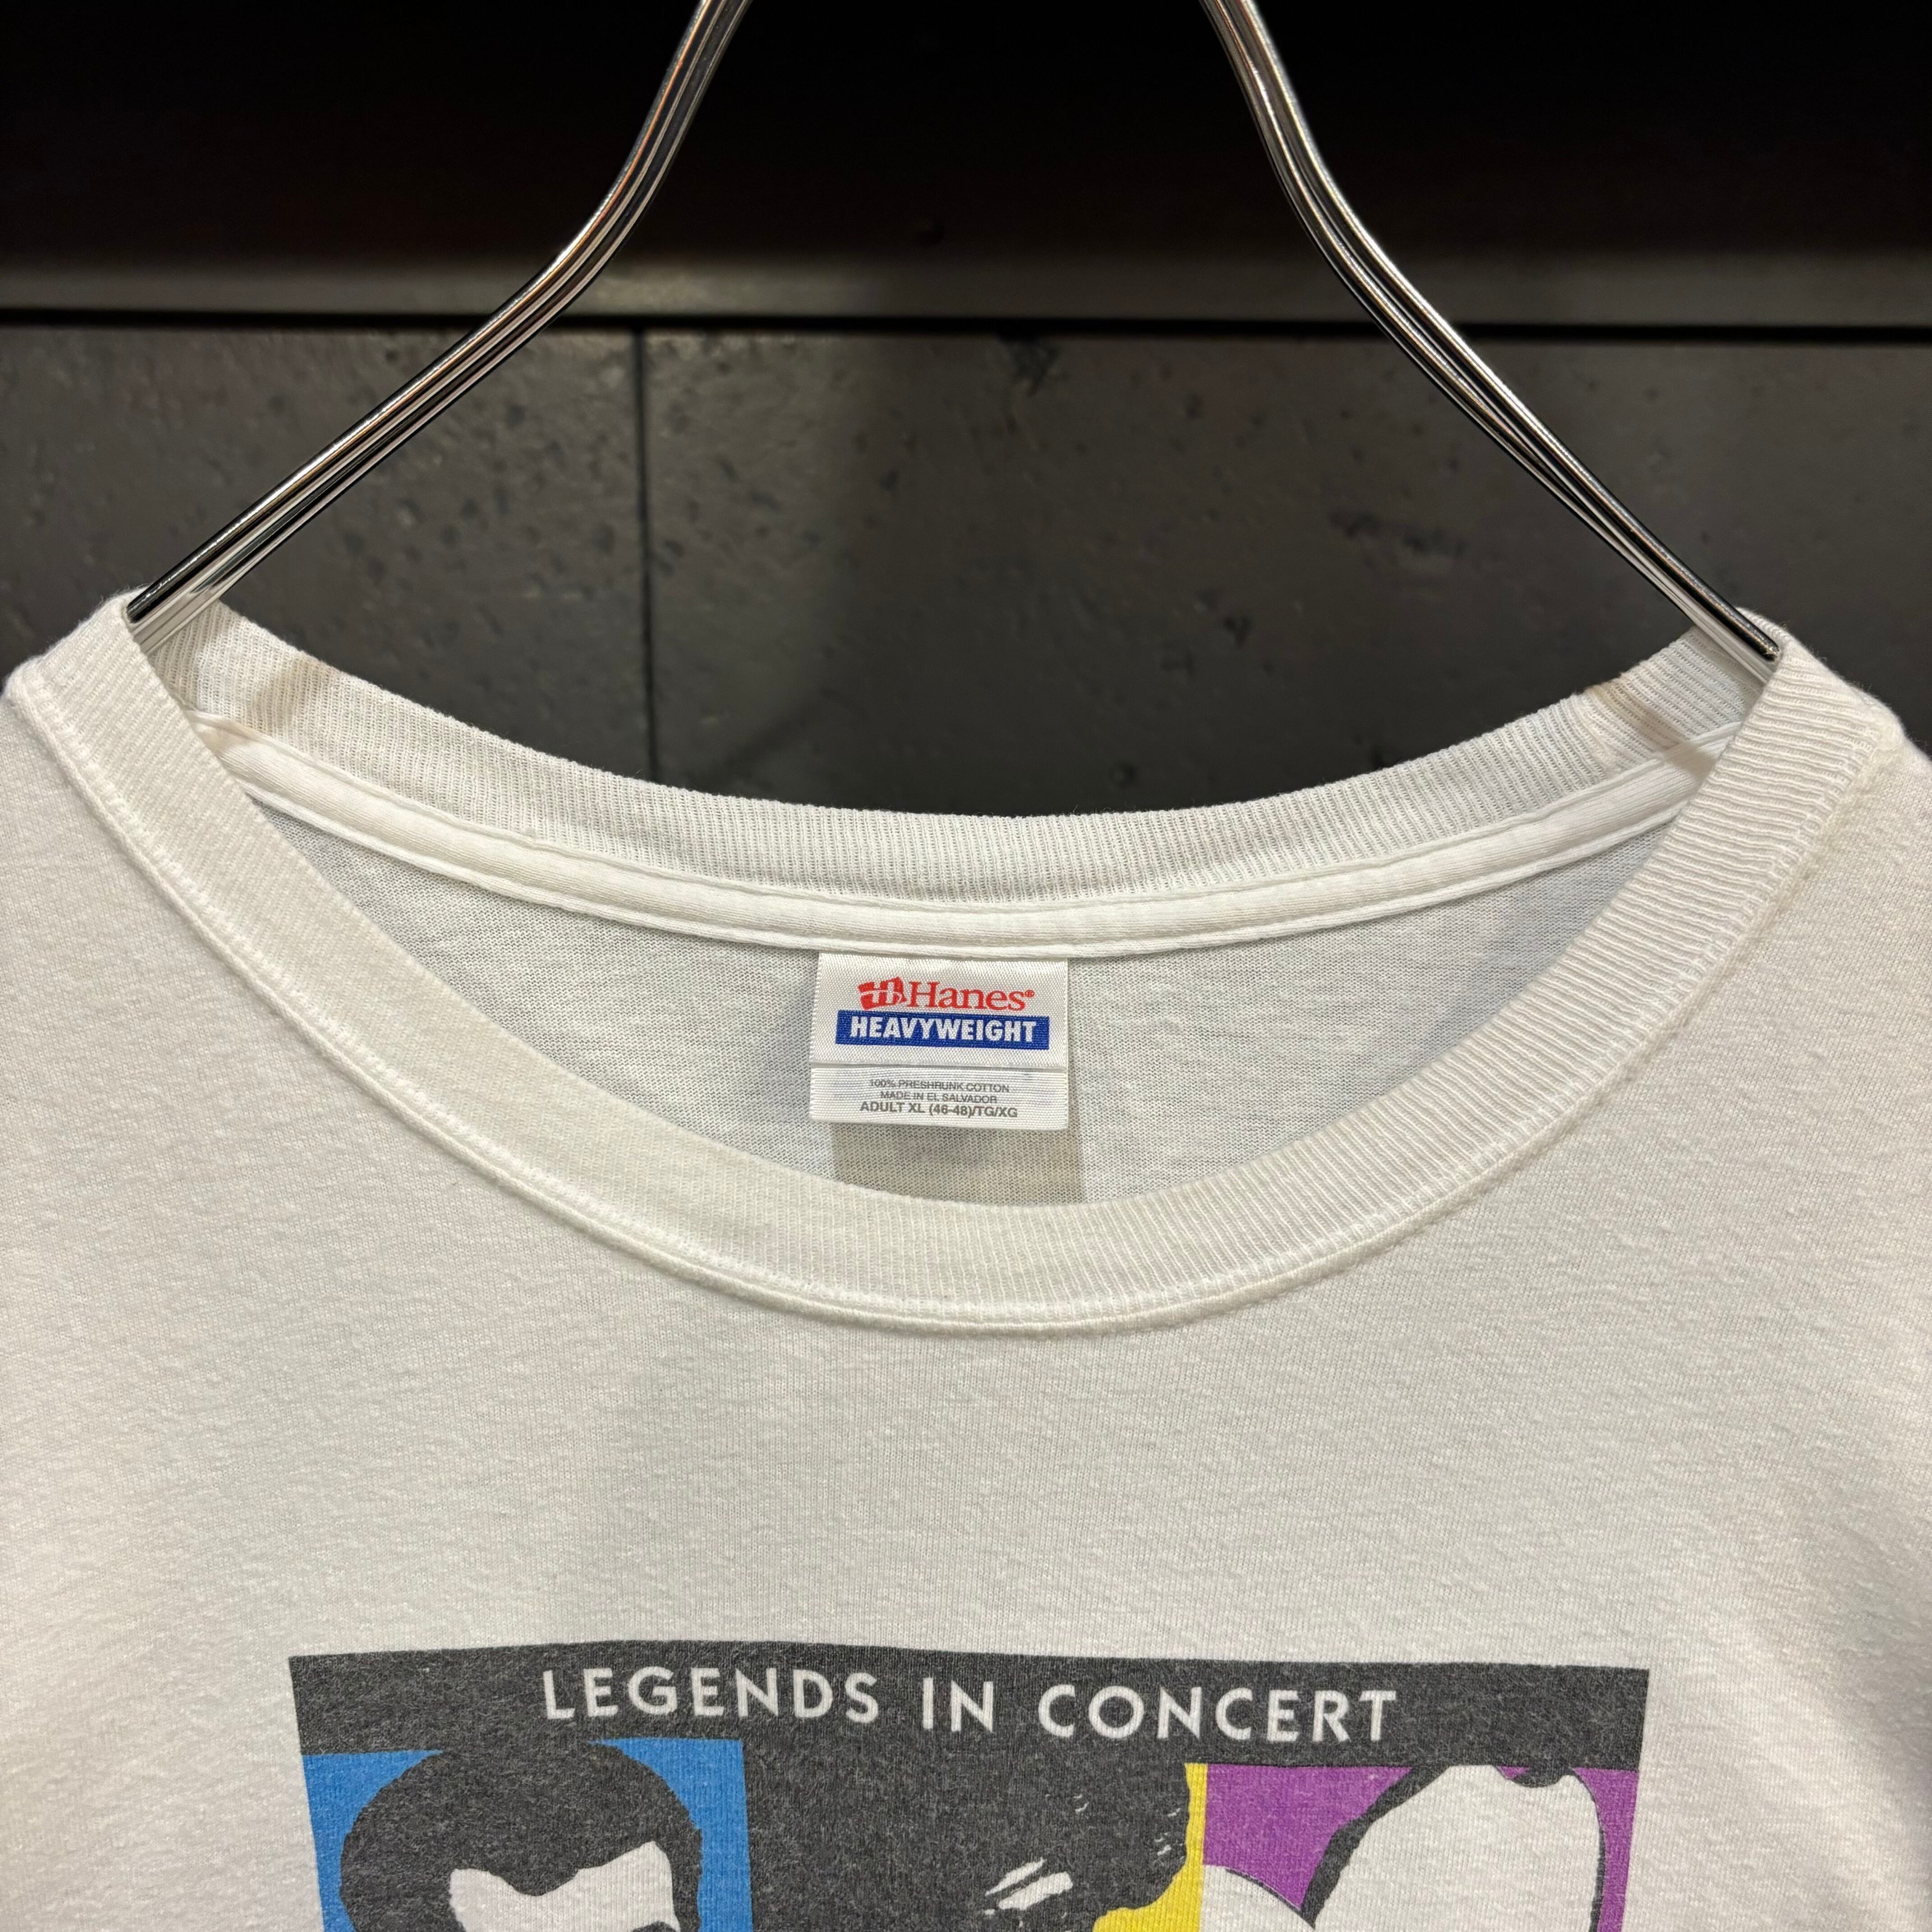 Hanes®
HEAVYWEIGHT
100% PRESHRUNK COTTON
MADE IN EL SALVADOR
ADULT XL (46-48)/TG/XG
LEGENDS IN CONCERT